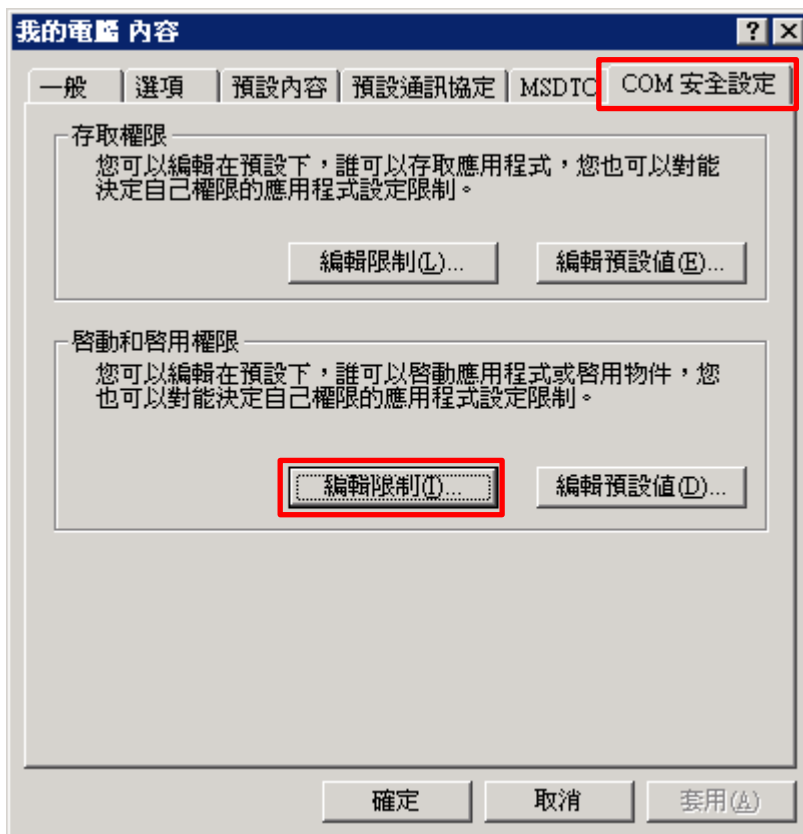 我的電腦 內容
一般 選項 預設內容 預設通訊協定 MSDTC COM 安全設定
存取權限
您可以編輯在預設下，誰可以存取應用程式，您也可以對能
決定自己權限的應用程式設定限制。
編輯限制(L)... 編輯預設值(E)...
啓動和啓用權限
您可以編輯在預設下，誰可以啓動應用程式或啓用物件，您
也可以對能決定自己權限的應用程式設定限制。
編輯限制(I)... 編輯預設值(D)...
確定 取消 套用(A)